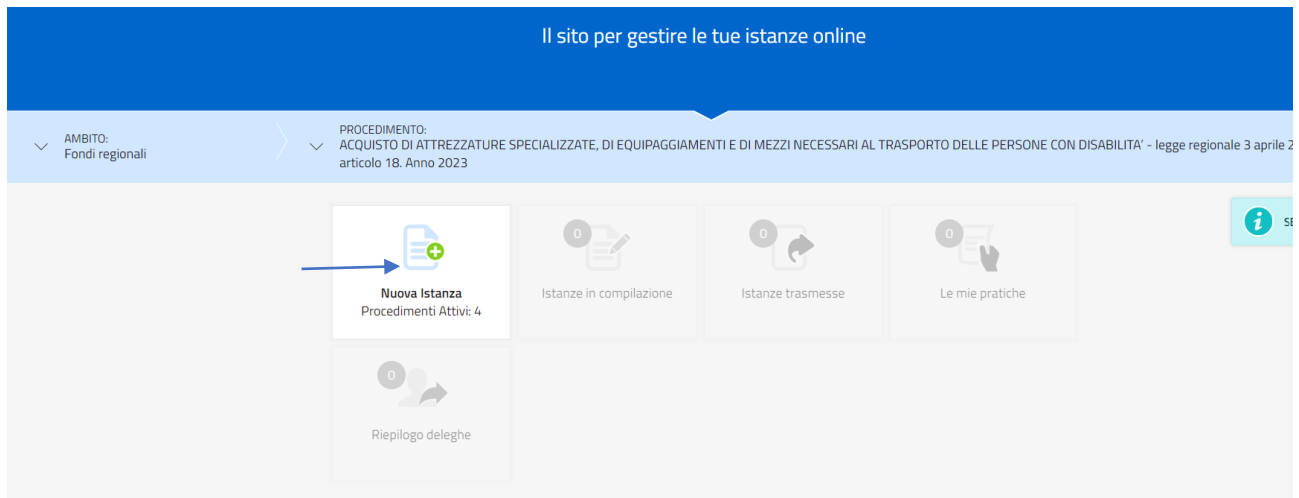 Il sito per gestire le tue istanze online
AMBITO:
Fondi regionali
PROCEDIMENTO:
ACQUISTO DI ATTREZZATURE SPECIALIZZATE, DI EQUIPAGGIAMENTI E DI MEZZI NECESSARI AL TRASPORTO DELLE PERSONE CON DISABILITA’ - legge regionale 3 aprile 2
articolo 18. Anno 2023
SE
Nuova Istanza
Procedimenti Attivi: 4
0
Istanze in compilazione
0
Istanze trasmesse
0
Le mie pratiche
0
Riepilogo deleghe